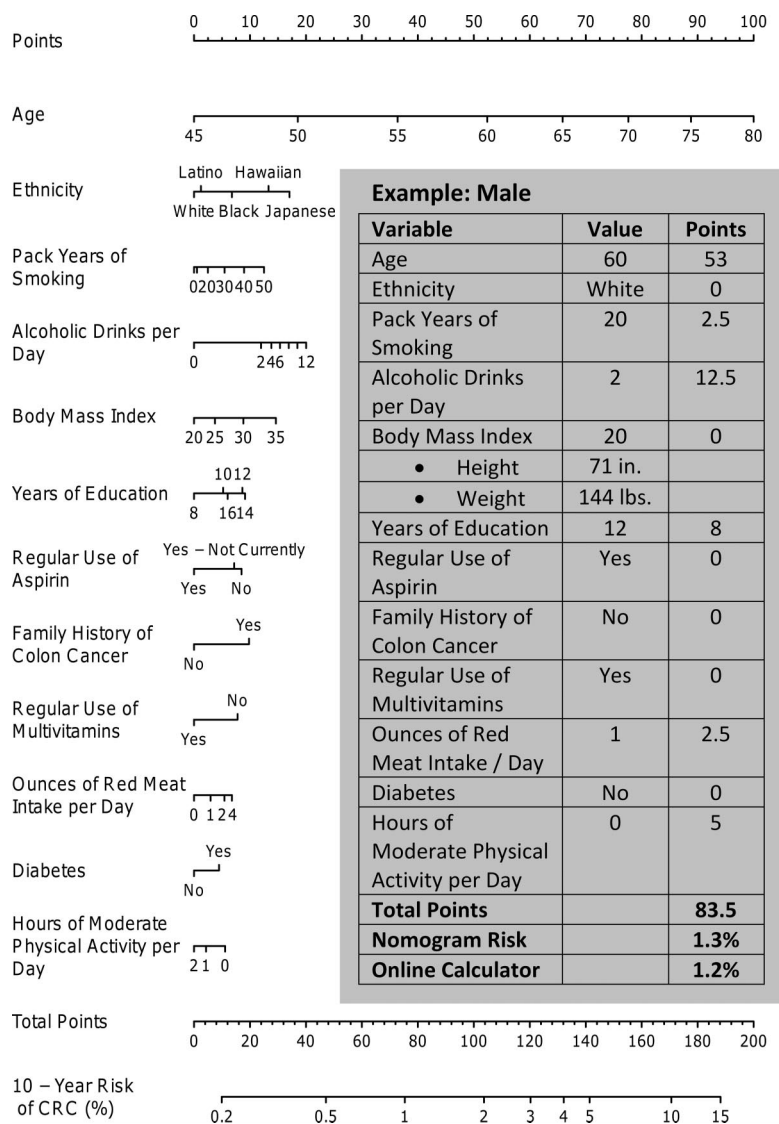 Points
0 10 20 30 40 50 60 70 80 90 100
Age
45 50 55 60 65 70 75 80
Ethnicity
Latino Hawaiian
White Black Japanese
Pack Years of
Smoking
0 20 30 40 50
Alcoholic Drinks per
Day
0 2 4 6 12
Body Mass Index
20 25 30 35
Years of Education
10 12
8 16 14
Regular Use of
Aspirin
Yes – Not Currently
Yes No
Family History of
Colon Cancer
Yes
No
Regular Use of
Multivitamins
No
Yes
Ounces of Red Meat
Intake per Day
0 1 2 4
Diabetes
Yes
No
Hours of Moderate
Physical Activity per
Day
2 1 0
Total Points
0 20 40 60 80 100 120 140 160 180 200
10 – Year Risk
of CRC (%)
0.2 0.5 1 2 3 4 5 10 15
Example: Male
Variable Value Points
Age 60 53
Ethnicity White 0
Pack Years of 20 2.5
Smoking
Alcoholic Drinks 2 12.5
per Day
Body Mass Index 20 0
• Height 71 in.
• Weight 144 lbs.
Years of Education 12 8
Regular Use of Yes 0
Aspirin
Family History of No 0
Colon Cancer
Regular Use of Yes 0
Multivitamins
Ounces of Red 1 2.5
Meat Intake / Day
Diabetes No 0
Hours of 0 5
Moderate Physical
Activity per Day
Total Points 83.5
Nomogram Risk 1.3%
Online Calculator 1.2%